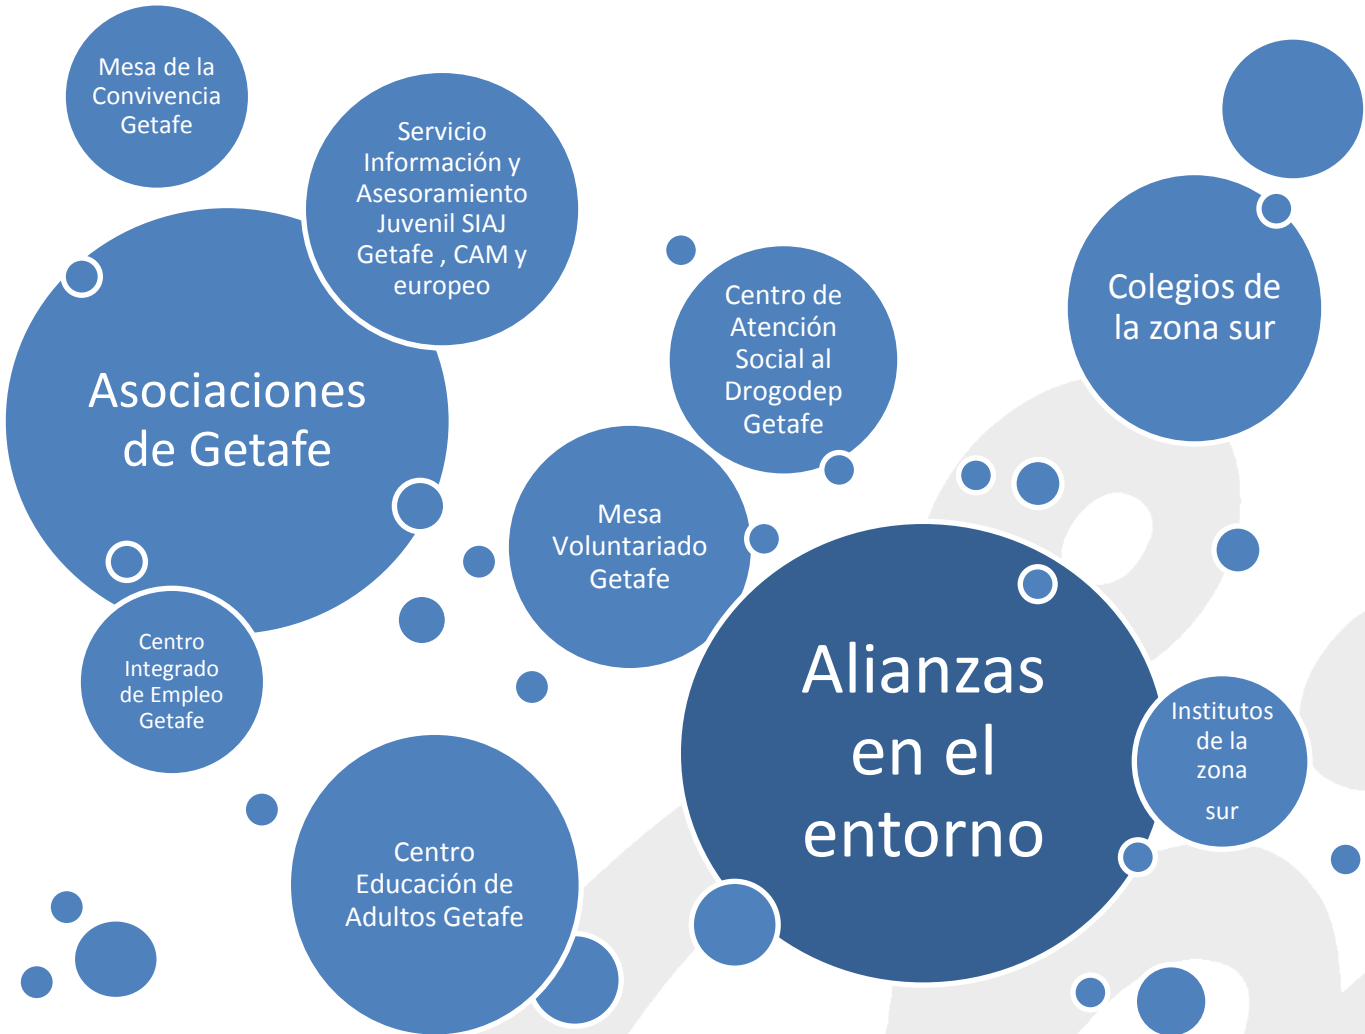 Mesa de la
Convivencia
Getafe
Servicio
Información y
Asesoramiento
Juvenil SIAJ
Getafe , CAM y
europeo
Centro de
Atención
Social al
Drogodep
Getafe
Colegios de
la zona sur
Asociaciones
de Getafe
Mesa
Voluntariado
Getafe
Centro
Integrado
de Empleo
Getafe
Alianzas
en el
entorno
Institutos
de la
zona
sur
Centro
Educación de
Adultos Getafe